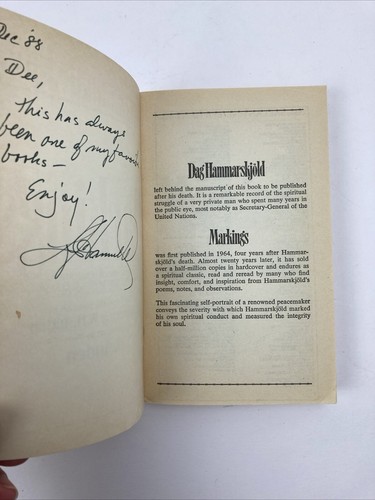 Dec '88
Dee,
This has always
been one of my favorite
books—
Enjoy!
Dag Hammarskjöld
left behind the manuscript of this book to be published
after his death. It is a remarkable record of the spiritual
struggle of a very private man who spent many years in
the public eye, most notably as Secretary-General of the
United Nations.
Markings
was first published in 1964, four years after Hammar-
skjöld's death. Almost twenty years later, it has sold
over a half-million copies in hardcover and endures as
a spiritual classic, read and reread by many who find
insight, comfort, and inspiration from Hammarskjöld's
poems, notes, and observations.
This fascinating self-portrait of a renowned peacemaker
conveys the severity with which Hammarskjöld marked
his own spiritual conduct and measured the integrity
of his soul.